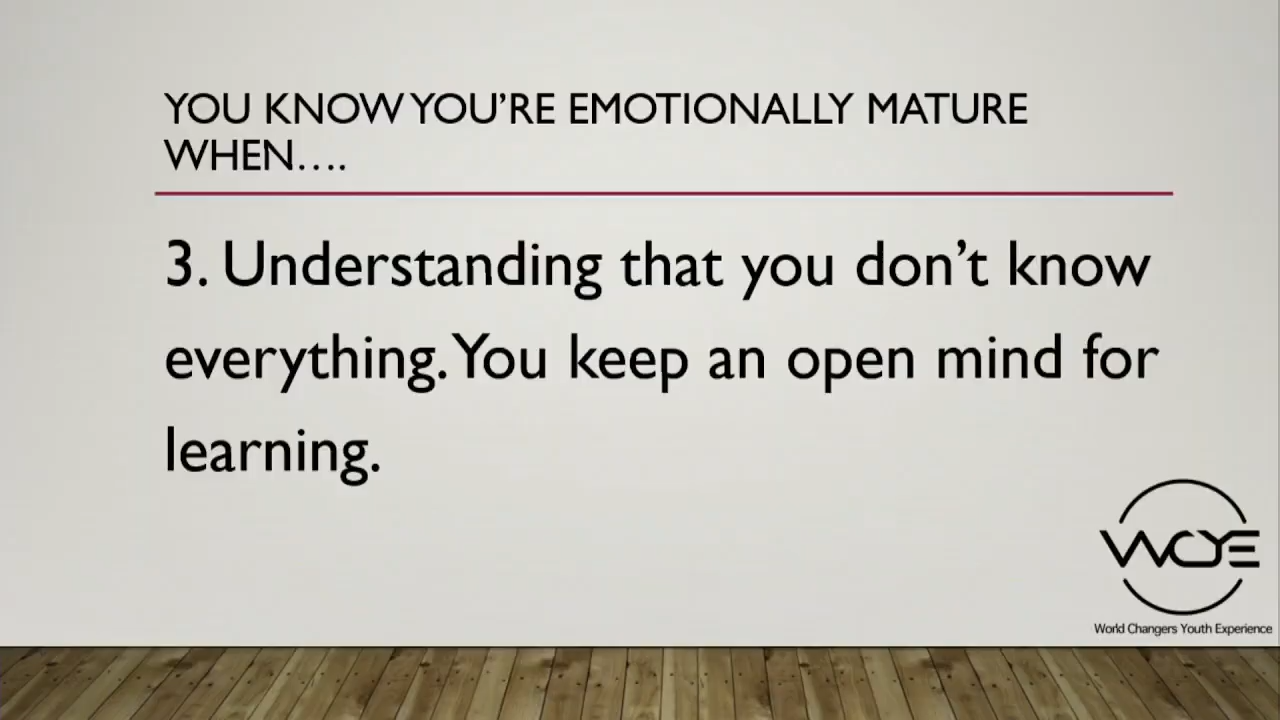 YOU KNOW YOU'RE EMOTIONALLY MATURE
WHEN....
3. Understanding that you don't know
everything. You keep an open mind for
learning.
WCYE
World Changers Youth Experience